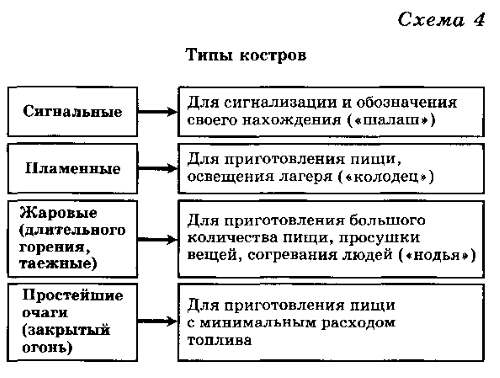 Схема 4
Типы костров
Сигнальные
Для сигнализации и обозначения
своего нахождения («шалаш»)
Пламенные
Для приготовления пищи,
освещения лагеря («колодец»)
Жаровые
(длительного
горения,
таежные)
Для приготовления большого
количества пищи, просушки
вещей, согревания людей («нодья»)
Простейшие
очаги
(закрытый
огонь)
Для приготовления пищи
с минимальным расходом
топлива